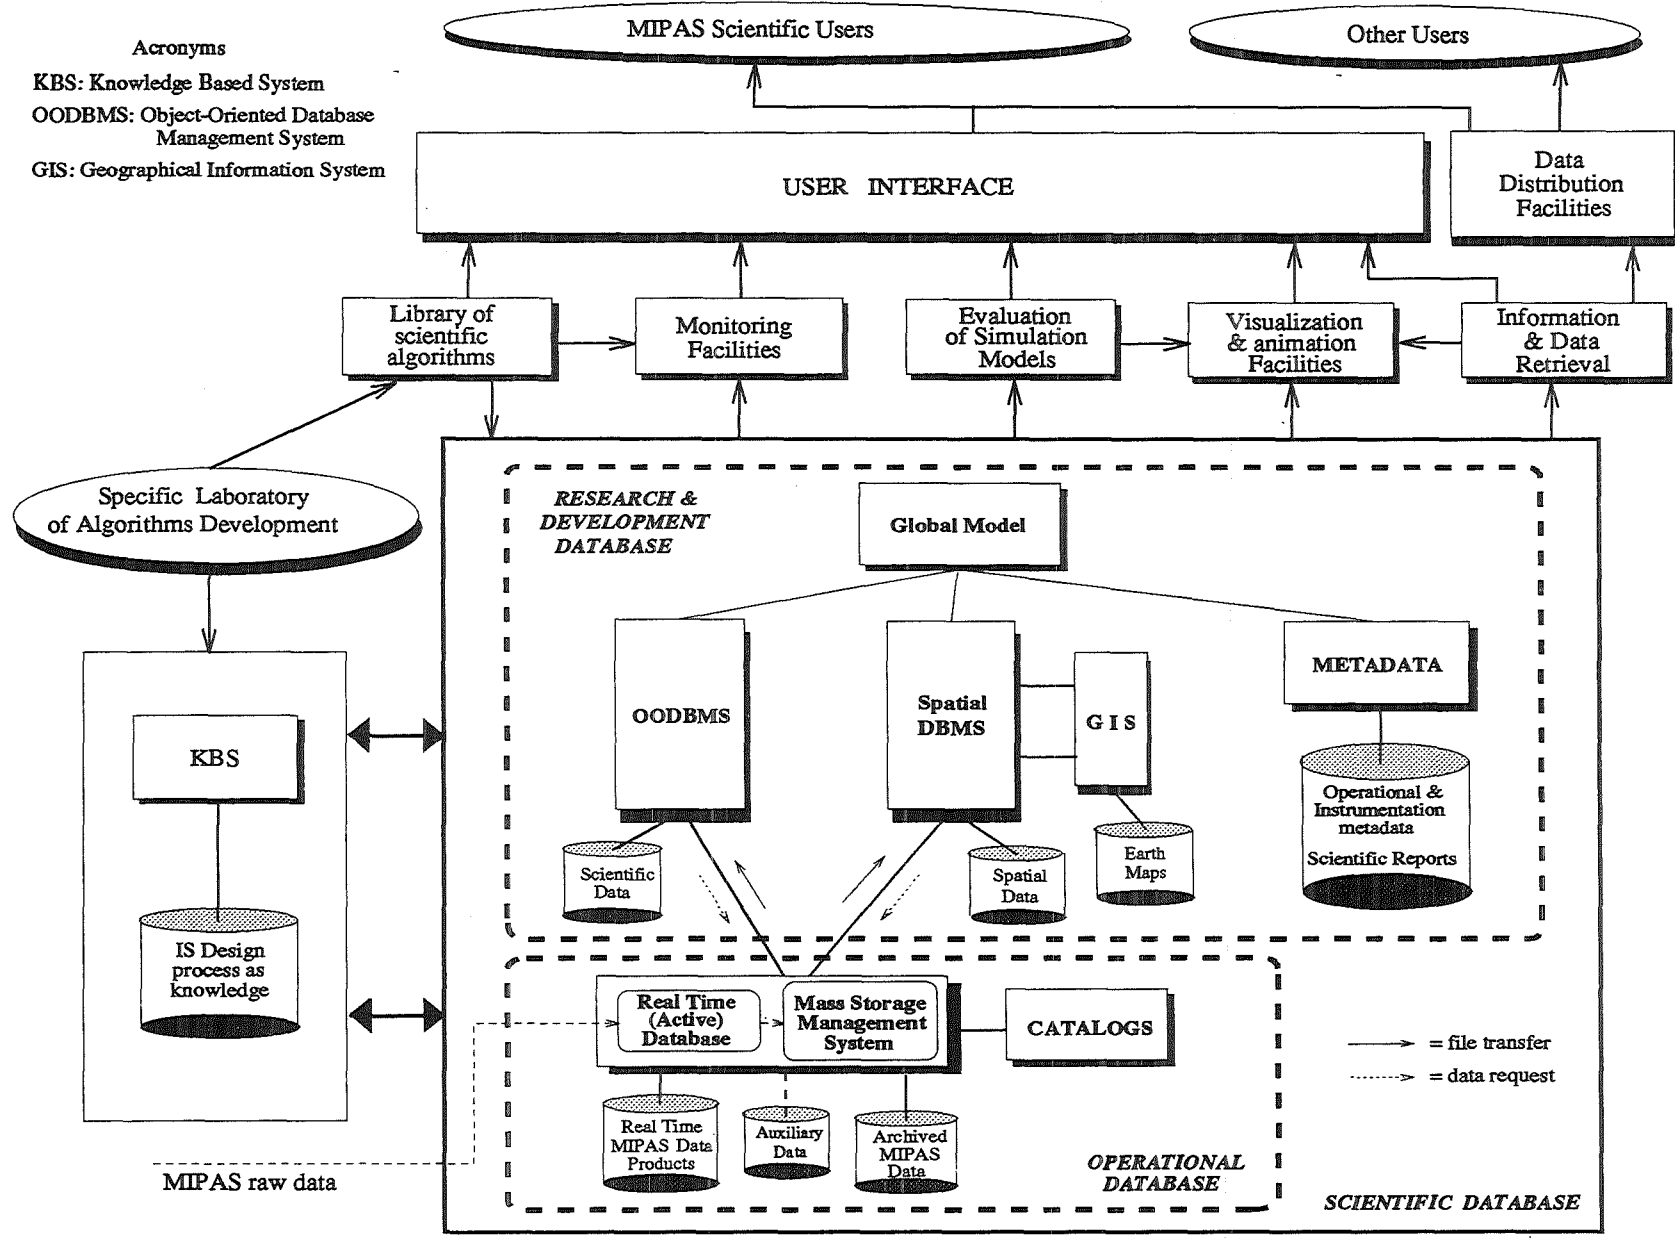 MIPAS Scientific Users
Other Users
Acronyms
KBS: Knowledge Based System
OODBMS: Object-Oriented Database
Management System
GIS: Geographical Information System
USER INTERFACE
Data
Distribution
Facilities
Library of
scientific
algorithms
Monitoring
Facilities
Evaluation
of Simulation
Models
Visualization
& animation
Facilities
Information
& Data
Retrieval
Specific Laboratory
of Algorithms Development
RESEARCH &
DEVELOPMENT
DATABASE
Global Model
OODBMS
Spatial
DBMS
GIS
METADATA
KBS
Operational &
Instrumentation
metadata
Scientific Reports
Scientific
Data
Spatial
Data
Earth
Maps
IS Design
process as
knowledge
Real Time
(Active)
Database
Mass Storage
Management
System
CATALOGS
= file transfer
= data request
Real Time
MIPAS Data
Products
Auxiliary
Data
Archived
MIPAS
Data
MIPAS raw data
OPERATIONAL
DATABASE
SCIENTIFIC DATABASE